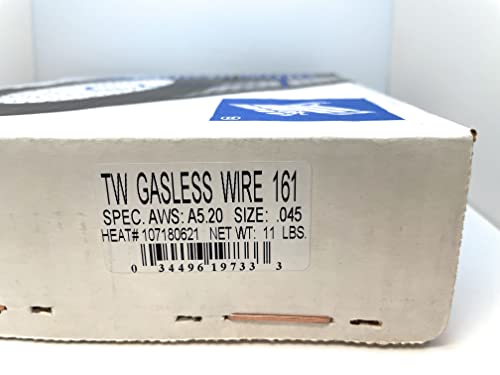 TW GASLESS WIRE 161
SPEC. AWS: A5.20 SIZE: .045
HEAT# 107180621 NET WT: 11 LBS.
0 34496 19733 3
®